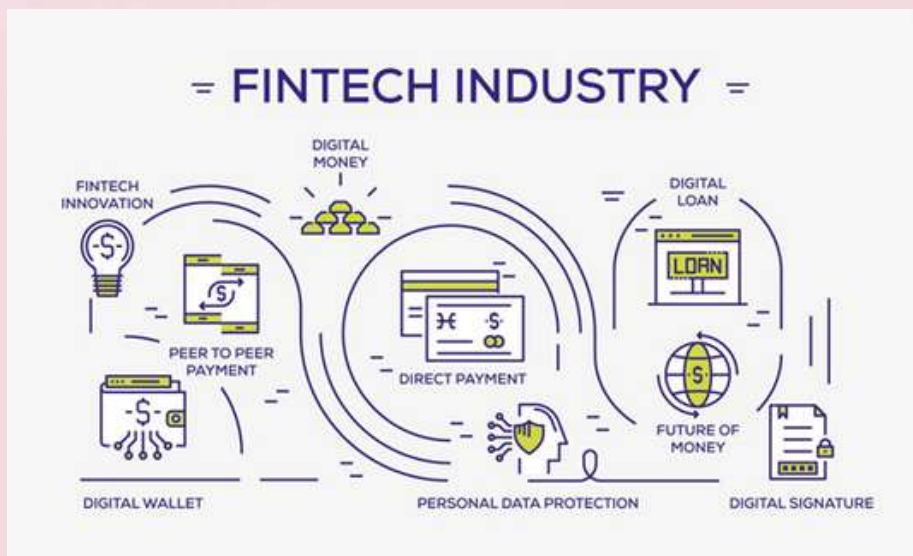 FINTECH INDUSTRY
DIGITAL
MONEY
FINTECH
INNOVATION
-$-
DIGITAL
LOAN
LOAN
$
PEER TO PEER
PAYMENT
-$-
DIRECT PAYMENT
-$-
FUTURE OF
MONEY
-$-
DIGITAL WALLET
PERSONAL DATA PROTECTION
DIGITAL SIGNATURE